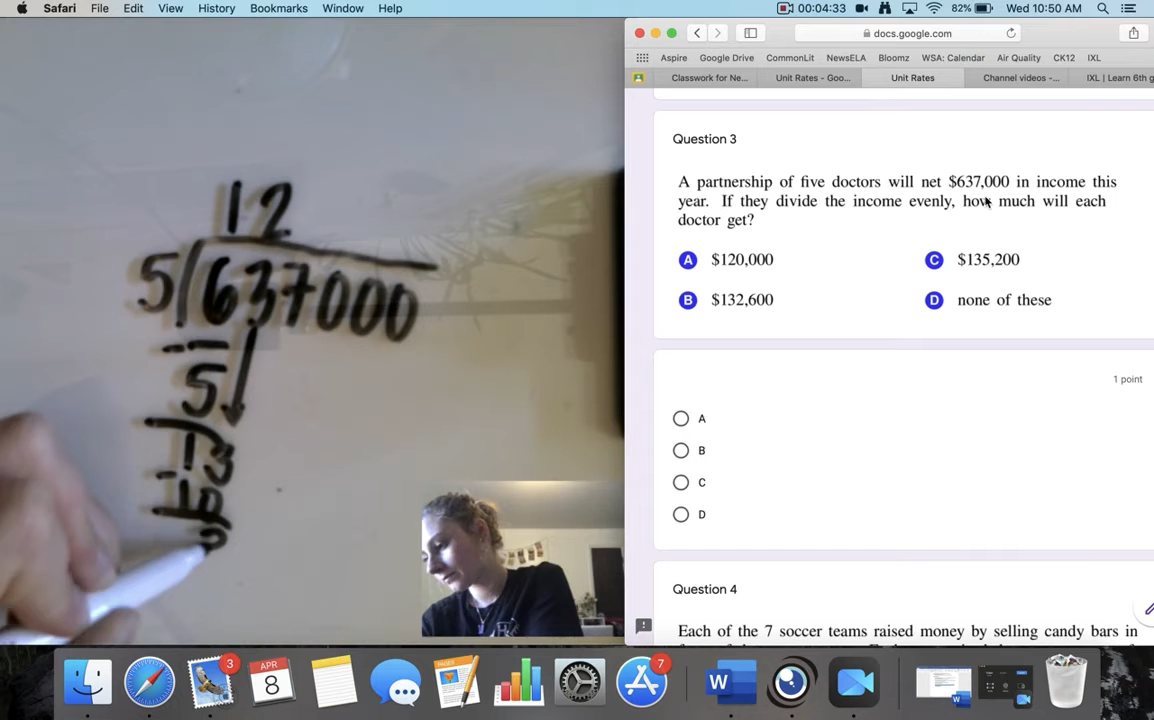 Safari File Edit View History Bookmarks Window Help 00:04:33 82% Wed 10:50 AM
docs.google.com
Aspire Google Drive CommonLit NewsELA Bloomz WSA: Calendar Air Quality CK12 IXL
Classwork for Ne... Unit Rates - Goo... Unit Rates Channel videos -... IXL | Learn 6th g
Question 3
A partnership of five doctors will net $637,000 in income this
year. If they divide the income evenly, how much will each
doctor get?
A $120,000
B $132,600
C $135,200
D none of these
1 point
A
B
C
D
Question 4
Each of the 7 soccer teams raised money by selling candy bars in
12
5 637000
5
13
10
3
APR
8
7
W